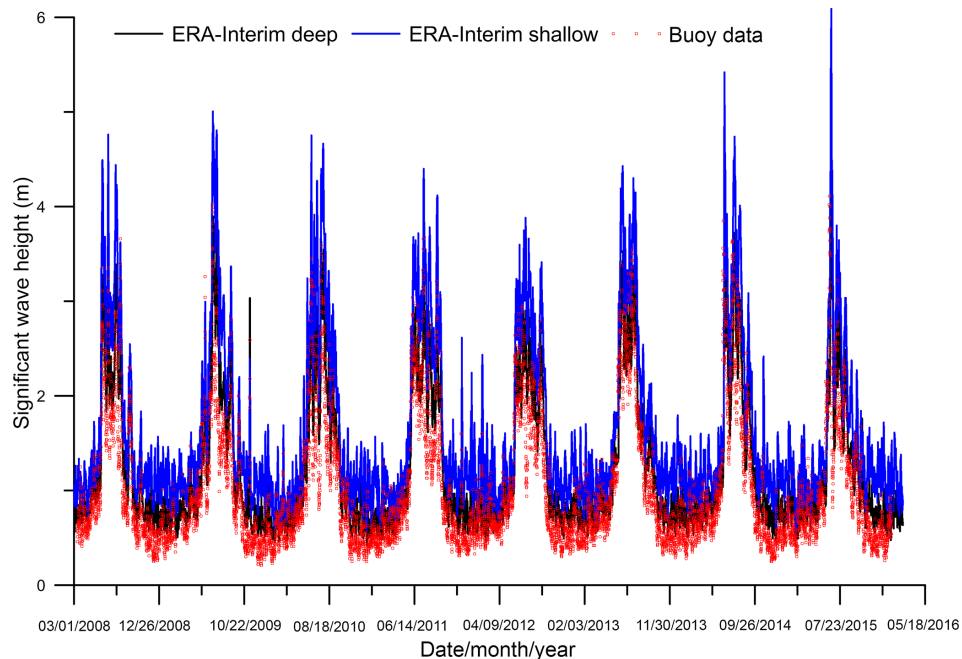 6
ERA-Interim deep ERA-Interim shallow Buoy data
4
Significant wave height (m)
2
0
03/01/2008 12/26/2008 10/22/2009 08/18/2010 06/14/2011 04/09/2012 02/03/2013 11/30/2013 09/26/2014 07/23/2015 05/18/2016
Date/month/year